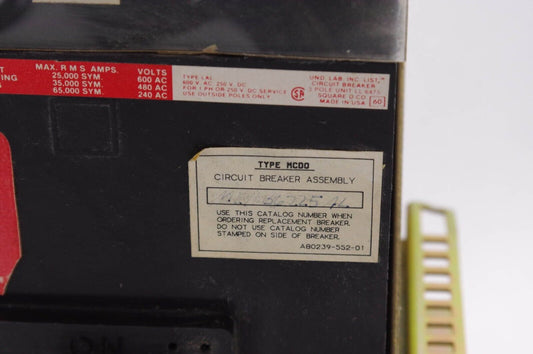 MAX. R M S AMPS. VOLTS
25,000 SYM. 600 AC
35,000 SYM. 480 AC
65,000 SYM. 240 AC
TYPE LAL
600 V. AC 250 V. DC
FOR 1 PH OR 250 V. DC SERVICE
USE OUTSIDE POLES ONLY
SA
UND. LAB. INC. LIST.
CIRCUIT BREAKER
3 POLE UNIT LL 6475
SQUARE D CO.
MADE IN USA 60
TYPE MCDO
CIRCUIT BREAKER ASSEMBLY
USE THIS CATALOG NUMBER WHEN
ORDERING REPLACEMENT BREAKER.
DO NOT USE CATALOG NUMBER
STAMPED ON SIDE OF BREAKER.
A80239-552-01